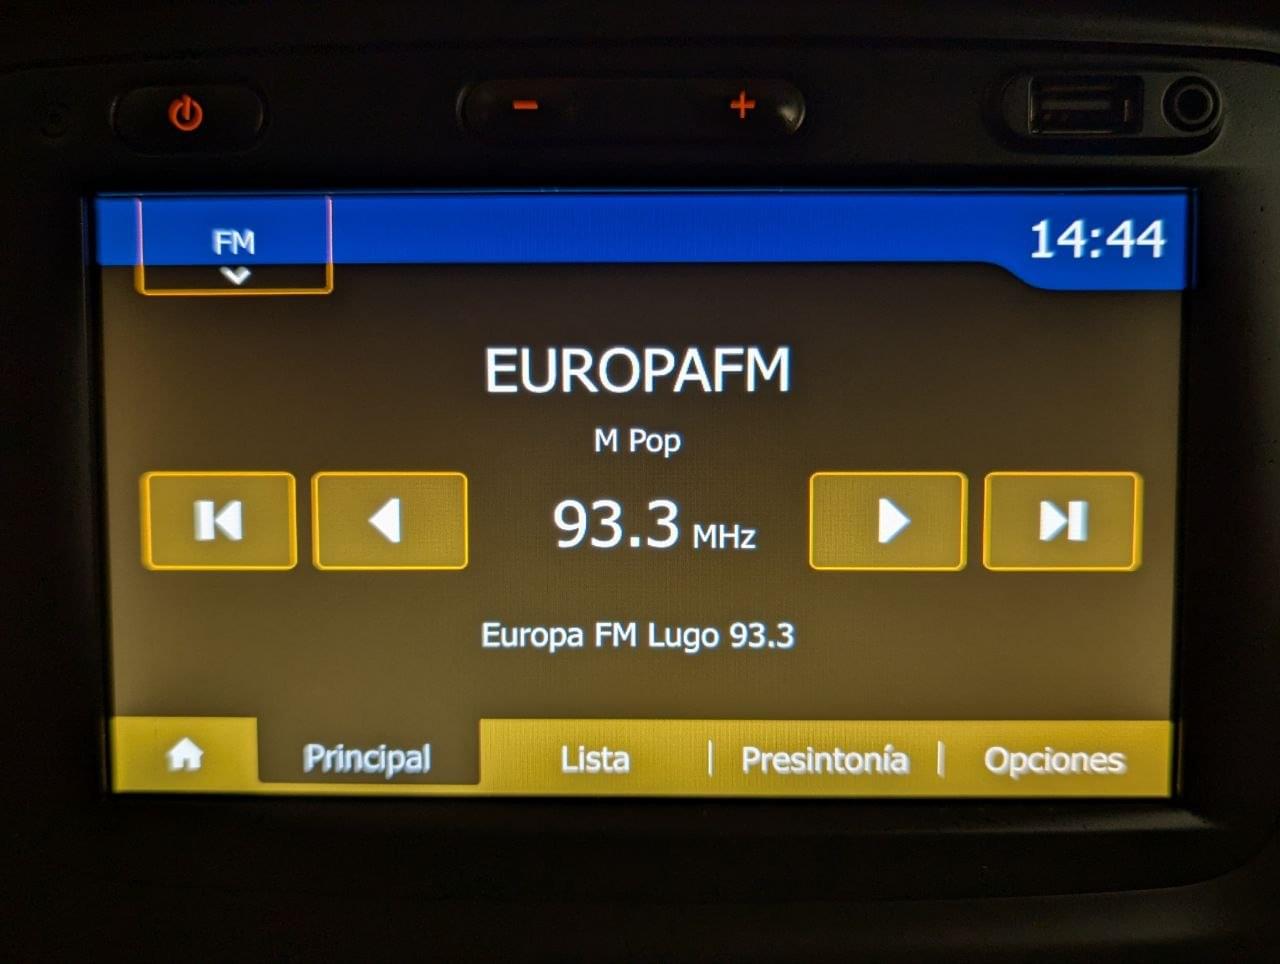 FM
14:44
EUROPAFM
M Pop
93.3 MHz
Europa FM Lugo 93.3
Principal
Lista
Presintonía
Opciones